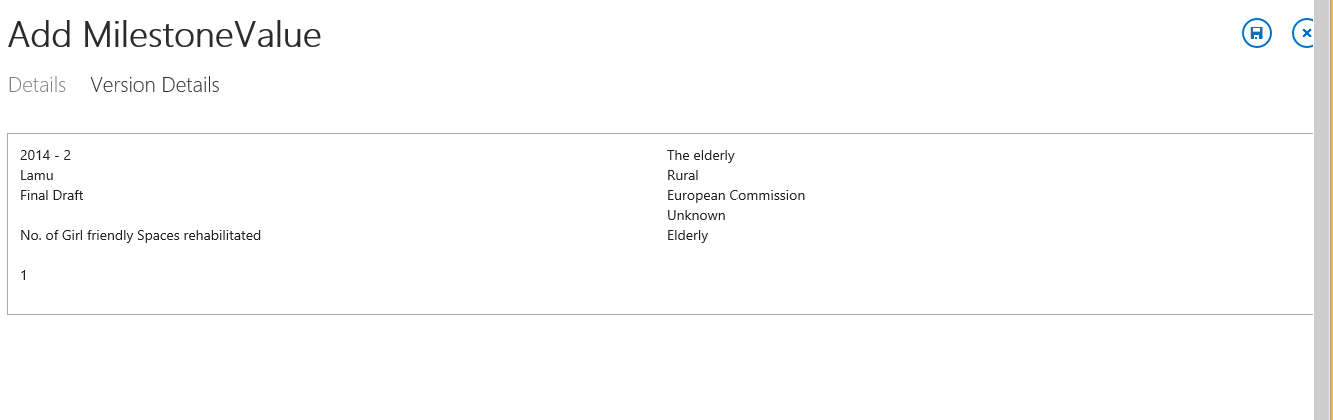 Add MilestoneValue
Details Version Details
2014 - 2
Lamu
Final Draft
No. of Girl friendly Spaces rehabilitated
1
The elderly
Rural
European Commission
Unknown
Elderly